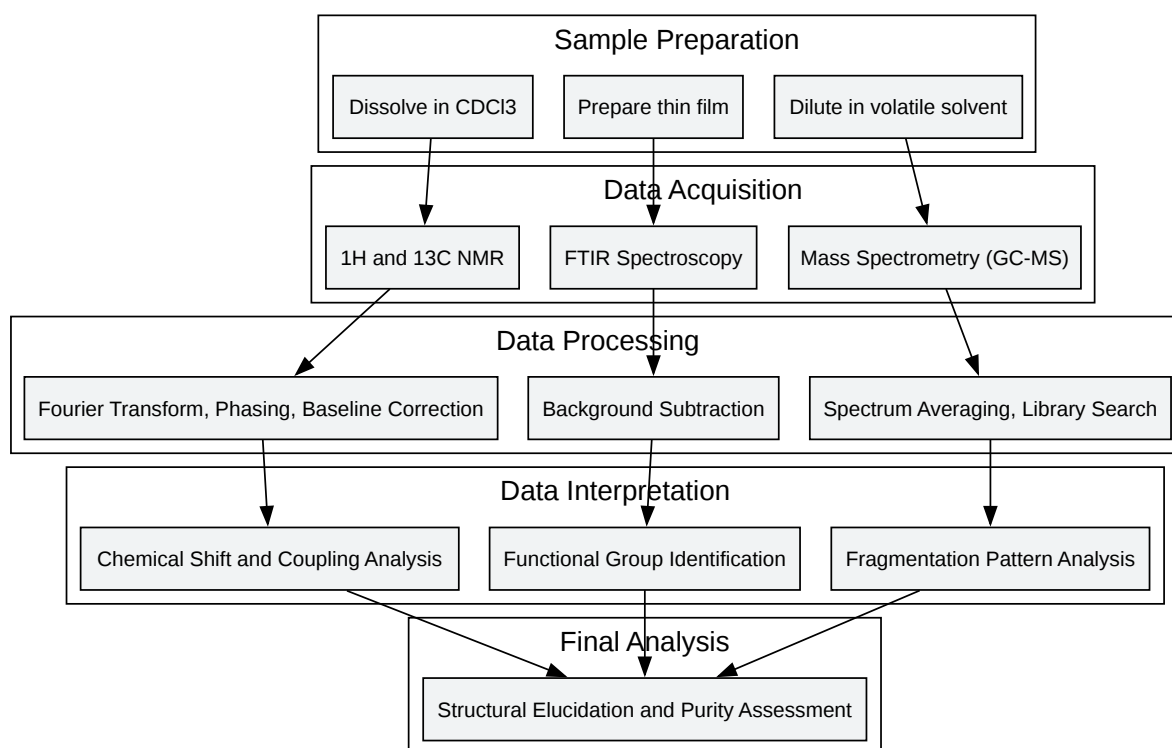 Sample Preparation
Dissolve in CDCl3
Prepare thin film
Dilute in volatile solvent
Data Acquisition
1H and 13C NMR
FTIR Spectroscopy
Mass Spectrometry (GC-MS)
Data Processing
Fourier Transform, Phasing, Baseline Correction
Background Subtraction
Spectrum Averaging, Library Search
Data Interpretation
Chemical Shift and Coupling Analysis
Functional Group Identification
Fragmentation Pattern Analysis
Final Analysis
Structural Elucidation and Purity Assessment